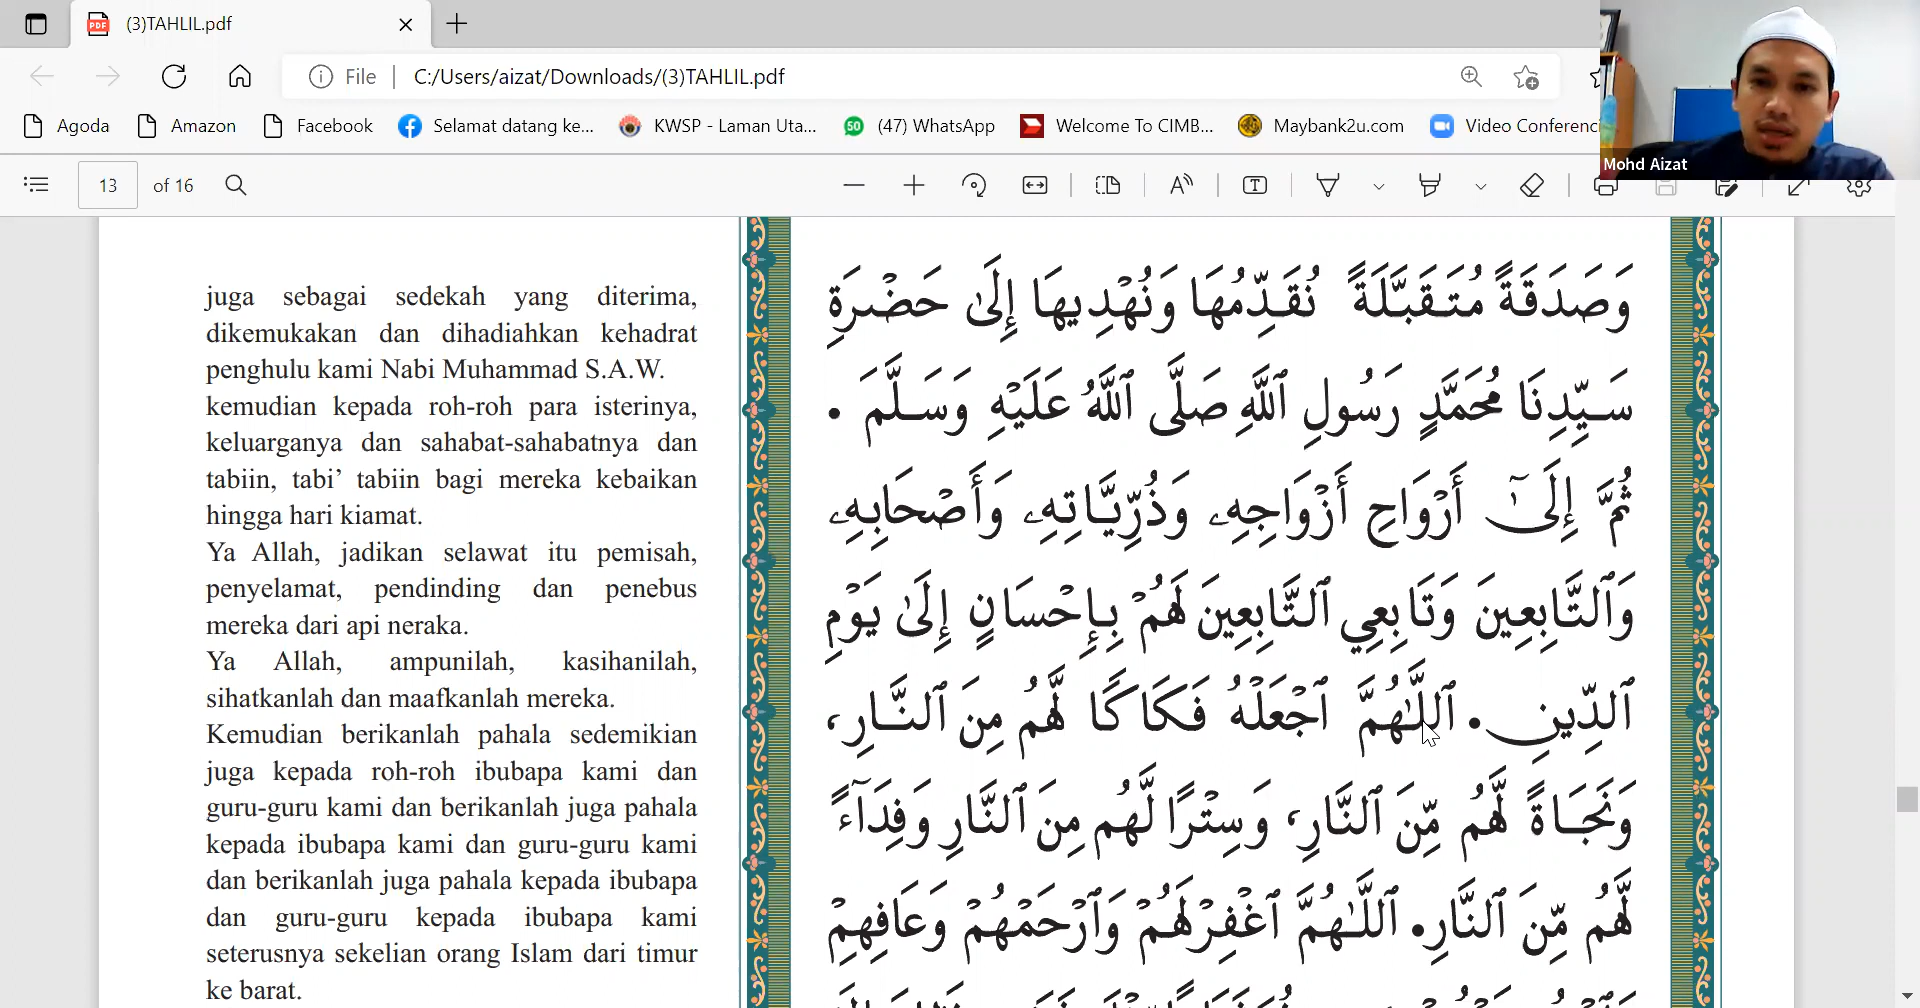 (3)TAHLIL.pdf
File
C:/Users/aizat/Downloads/(3)TAHLIL.pdf
Agoda
Amazon
Facebook
Selamat datang ke...
KWSP - Laman Uta...
(47) WhatsApp
Welcome To CIMB...
Maybank2u.com
Video Conferenci
Mohd Aizat
13 of 16
juga sebagai sedekah yang diterima,
dikemukakan dan dihadiahkan kehadrat
penghulu kami Nabi Muhammad S.A.W.
kemudian kepada roh-roh para isterinya,
keluarganya dan sahabat-sahabatnya dan
tabiin, tabi’ tabiin bagi mereka kebaikan
hingga hari kiamat.
Ya Allah, jadikan selawat itu pemisah,
penyelamat, pendinding dan penebus
mereka dari api neraka.
Ya Allah, ampunilah, kasihanilah,
sihatkanlah dan maafkanlah mereka.
Kemudian berikanlah pahala sedemikian
juga kepada roh-roh ibubapa kami dan
guru-guru kami dan berikanlah juga pahala
kepada ibubapa kami dan guru-guru kami
dan berikanlah juga pahala kepada ibubapa
dan guru-guru kepada ibubapa kami
seterusnya sekelian orang Islam dari timur
ke barat.
وَصَدَقَةً مُتَقَبَّلَةً نُقَدِّمُهَا وَنُهْدِيهَا إِلَىٰ حَضْرَةِ
سَيِّدِنَا مُحَمَّدٍ رَسُولِ ٱللَّهِ صَلَّى ٱللَّهُ عَلَيْهِ وَسَلَّمَ .
ثُمَّ إِلَىٰٓ أَرْوَاحِ أَزْوَاجِهِۦ وَذُرِّيَّاتِهِۦ وَأَصْحَابِهِۦ
وَٱلتَّابِعِينَ وَتَابِعِي ٱلتَّابِعِينَ لَهُمْ بِإِحْسَانٍ إِلَىٰ يَوْمِ
ٱلدِّينِ . ٱللَّٰهُمَّ ٱجْعَلْهُ فَكَاكًا لَّهُم مِنَ ٱلنَّارِ،
وَنَجَاةً لَّهُم مِّنَ ٱلنَّارِ، وَسِتْرًا لَّهُم مِنَ ٱلنَّارِ وَفِدَآءً
لَّهُم مِّنَ ٱلنَّارِ. ٱللَّٰهُمَّ ٱغْفِرْلَهُمْ وَٱرْحَمْهُمْ وَعَافِهِمْ